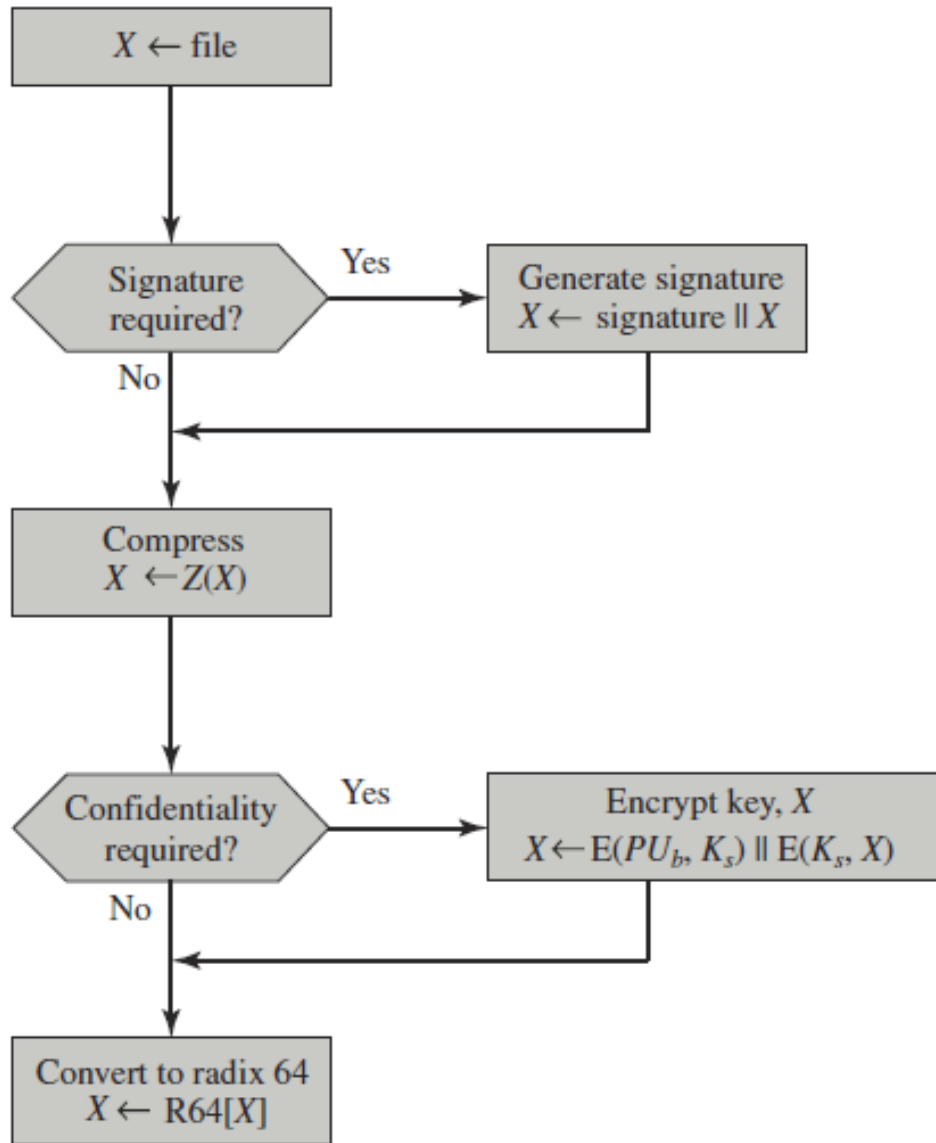 X ← file
Signature
required?
Yes
Generate signature
X ← signature || X
No
Compress
X ← Z(X)
Confidentiality
required?
Yes
Encrypt key, X
X ← E(PU_b, K_s) || E(K_s, X)
No
Convert to radix 64
X ← R64[X]